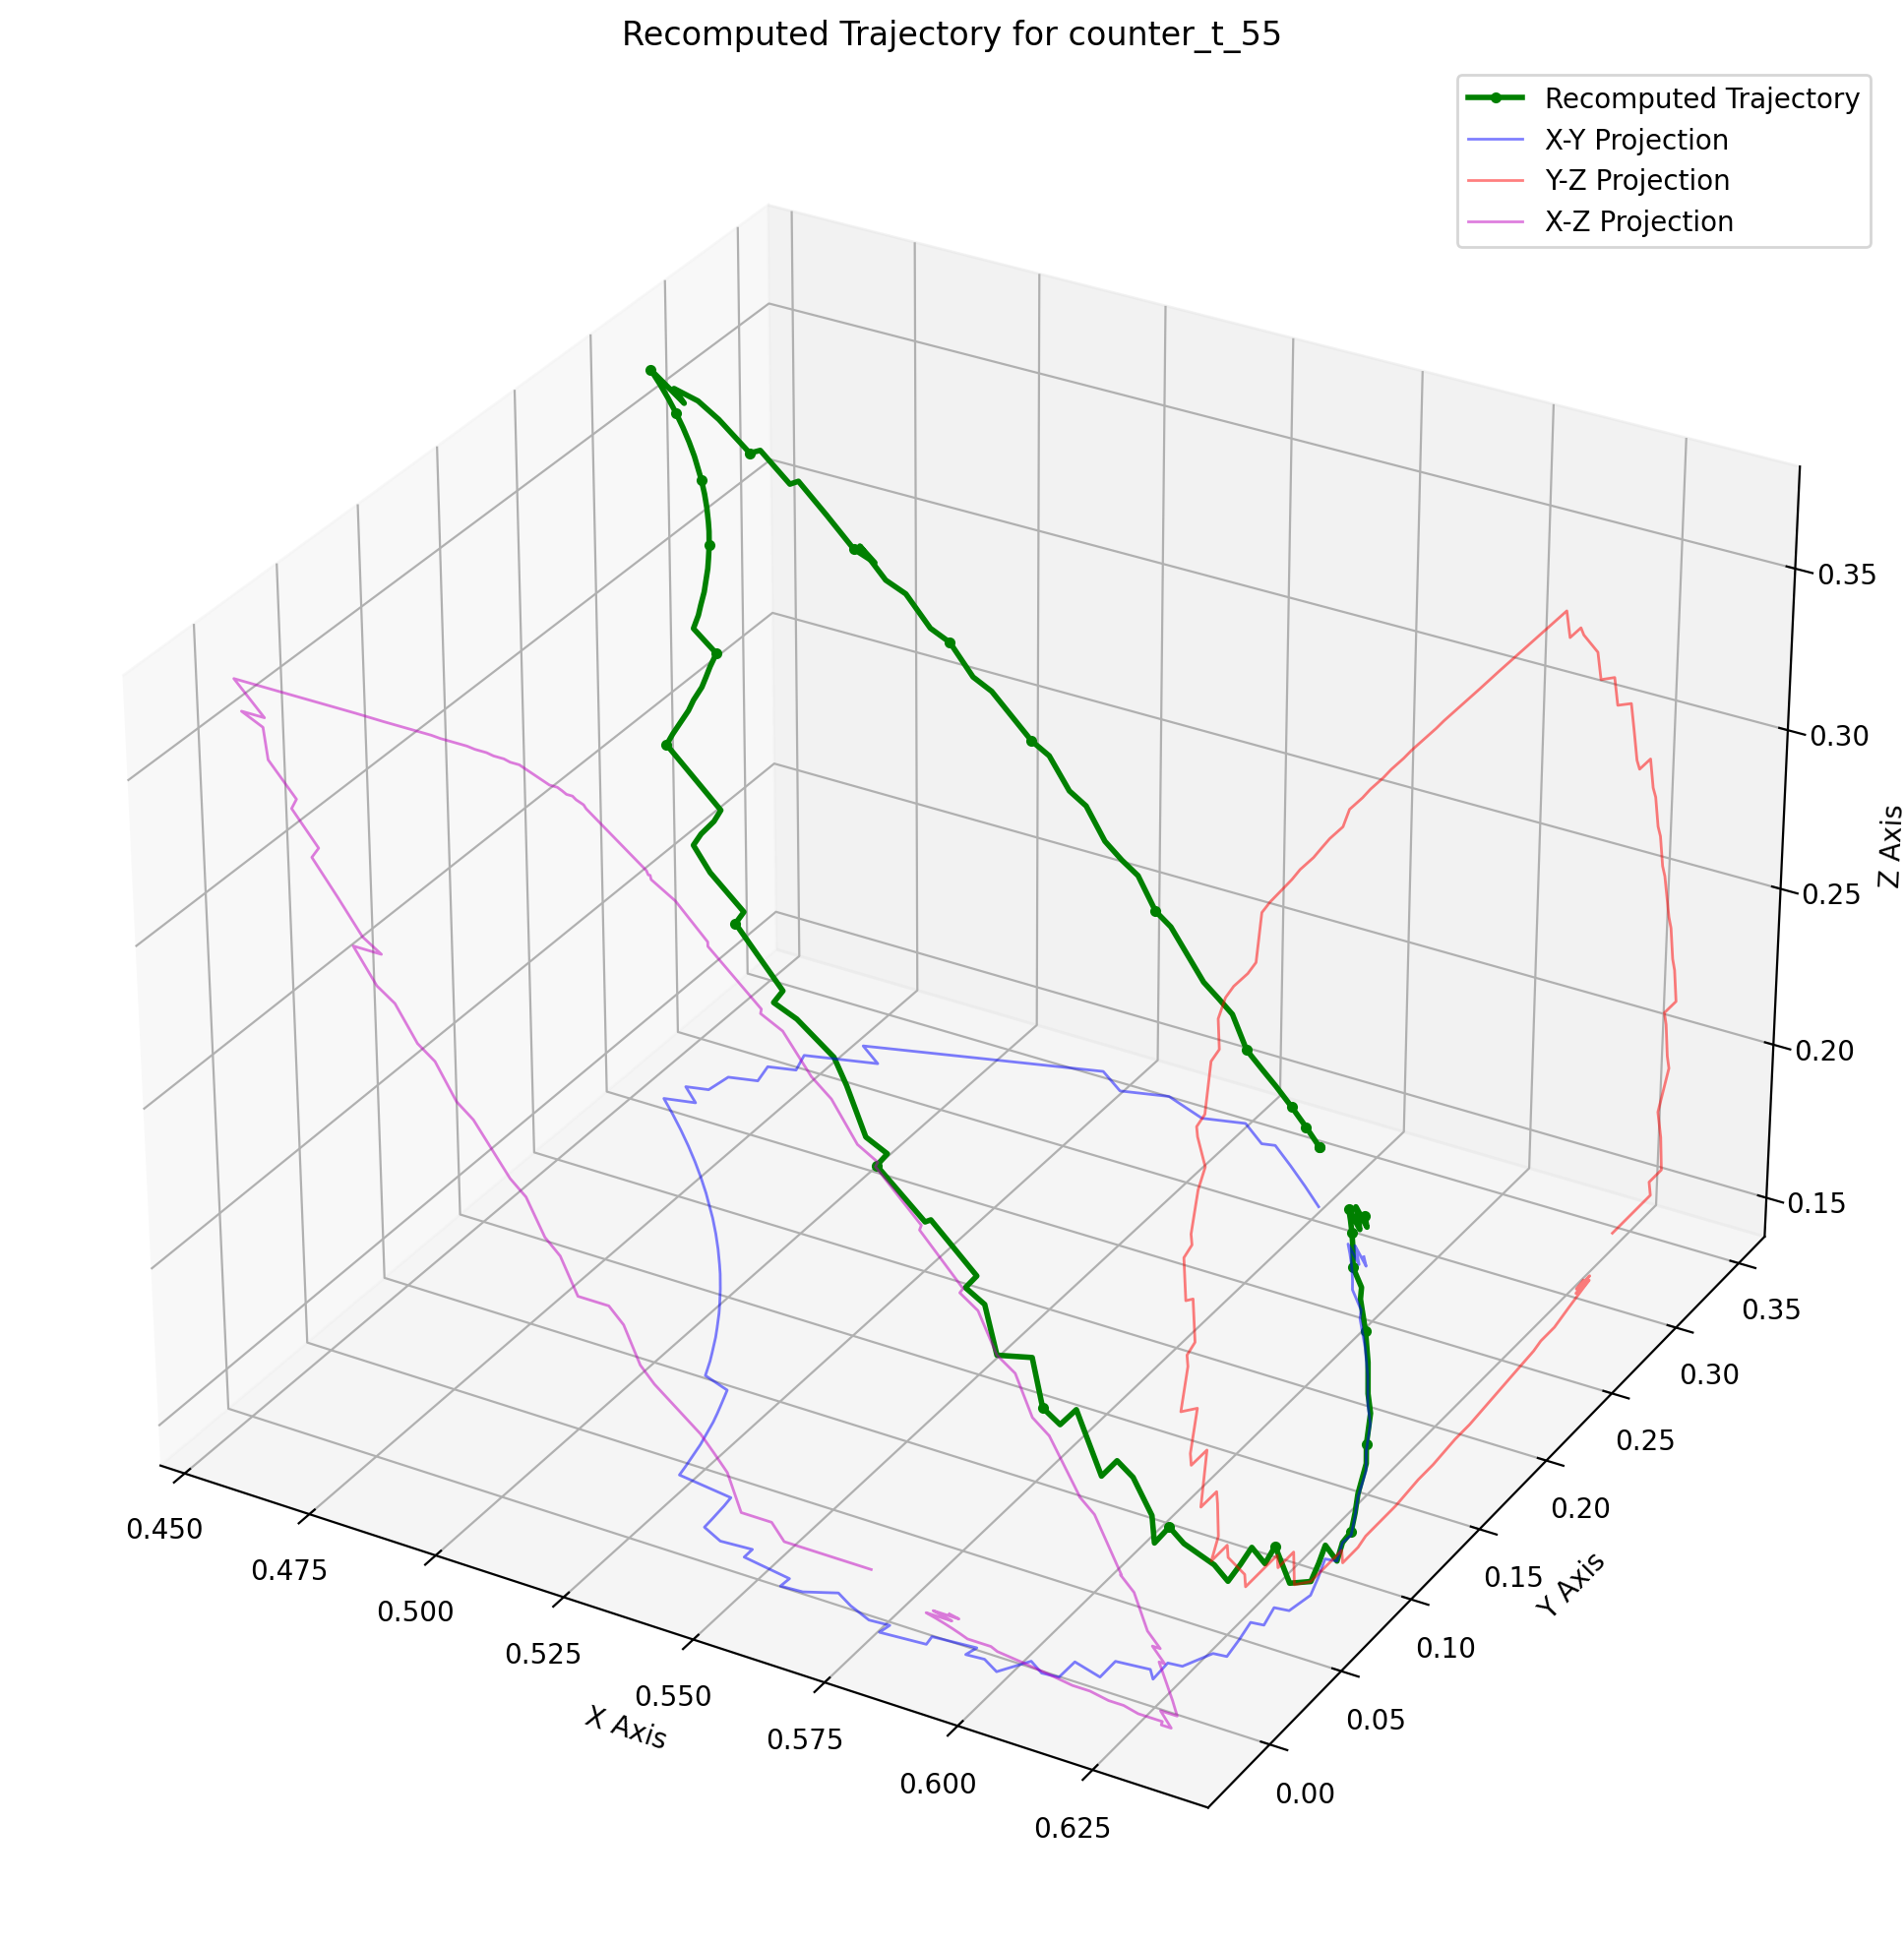 Recomputed Trajectory for counter_t_55
Recomputed Trajectory
X-Y Projection
Y-Z Projection
X-Z Projection
0.35
0.30
0.25
0.20
0.15
Z Axis
0.35
0.30
0.25
0.20
0.15
0.10
0.05
0.00
Y Axis
0.450
0.475
0.500
0.525
0.550
0.575
0.600
0.625
X Axis